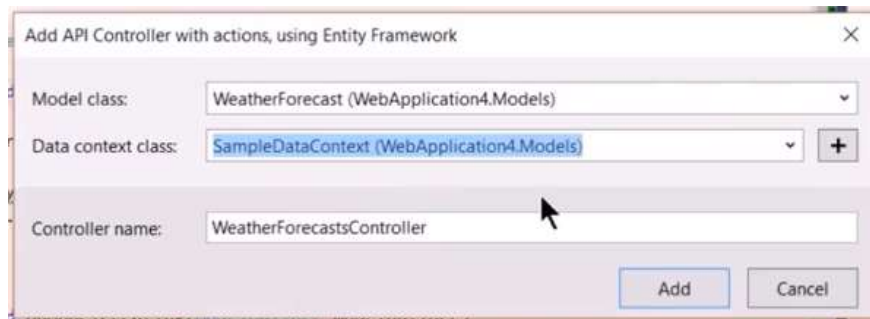 Add API Controller with actions, using Entity Framework
Model class: WeatherForecast (WebApplication4.Models)
Data context class: SampleDataContext (WebApplication4.Models)
Controller name: WeatherForecastsController
Add Cancel